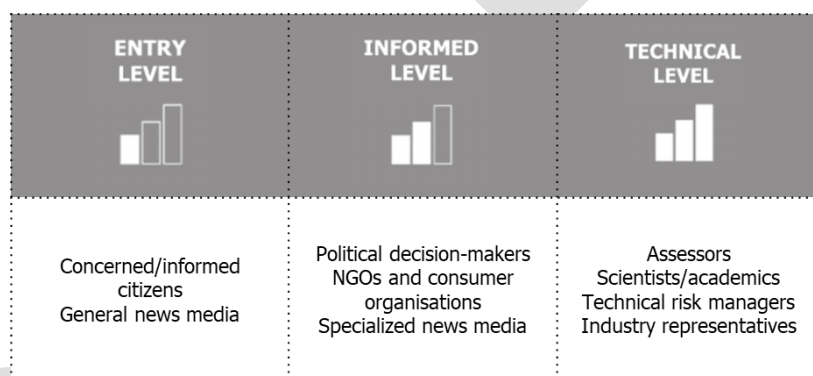 ENTRY
LEVEL
INFORMED
LEVEL
TECHNICAL
LEVEL
Concerned/informed
citizens
General news media
Political decision-makers
NGOs and consumer
organisations
Specialized news media
Assessors
Scientists/academics
Technical risk managers
Industry representatives